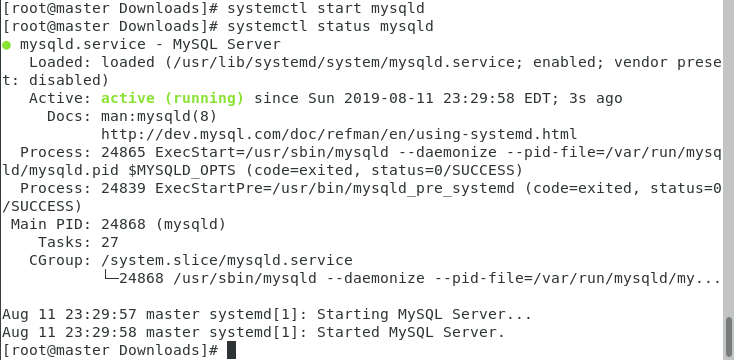 [root@master Downloads]# systemctl start mysqld
[root@master Downloads]# systemctl status mysqld
● mysqld.service - MySQL Server
   Loaded: loaded (/usr/lib/systemd/system/mysqld.service; enabled; vendor prese
t: disabled)
   Active: active (running) since Sun 2019-08-11 23:29:58 EDT; 3s ago
     Docs: man:mysqld(8)
           http://dev.mysql.com/doc/refman/en/using-systemd.html
  Process: 24865 ExecStart=/usr/sbin/mysqld --daemonize --pid-file=/var/run/mysq
ld/mysqld.pid $MYSQLD_OPTS (code=exited, status=0/SUCCESS)
  Process: 24839 ExecStartPre=/usr/bin/mysqld_pre_systemd (code=exited, status=0
/SUCCESS)
 Main PID: 24868 (mysqld)
    Tasks: 27
   CGroup: /system.slice/mysqld.service
           └─24868 /usr/sbin/mysqld --daemonize --pid-file=/var/run/mysqld/my...

Aug 11 23:29:57 master systemd[1]: Starting MySQL Server...
Aug 11 23:29:58 master systemd[1]: Started MySQL Server.
[root@master Downloads]#